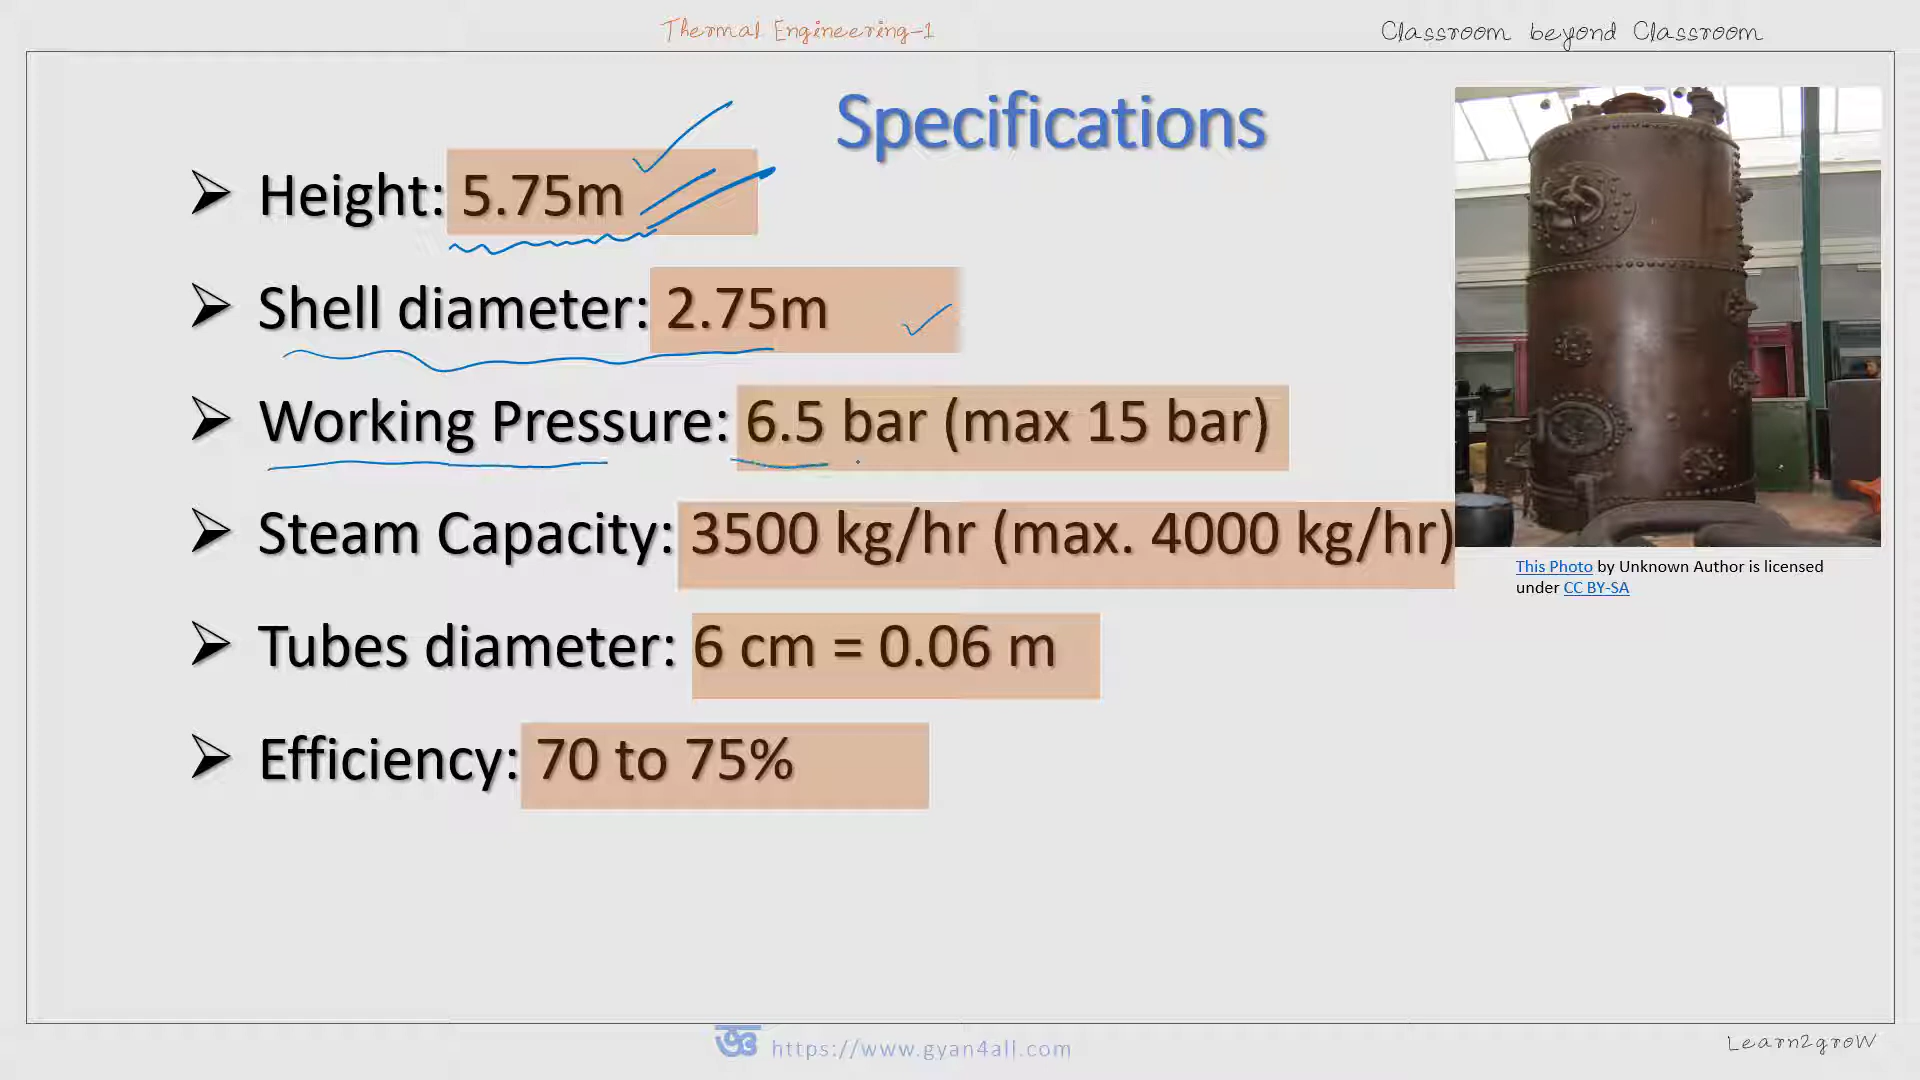 Thermal Engineering-1
Classroom beyond Classroom
Specifications
➢ Height: 5.75m
➢ Shell diameter: 2.75m
➢ Working Pressure: 6.5 bar (max 15 bar)
➢ Steam Capacity: 3500 kg/hr (max. 4000 kg/hr)
➢ Tubes diameter: 6 cm = 0.06 m
➢ Efficiency: 70 to 75%
This Photo by Unknown Author is licensed
under CC BY-SA
https://www.gyan4all.com
Learn2groW